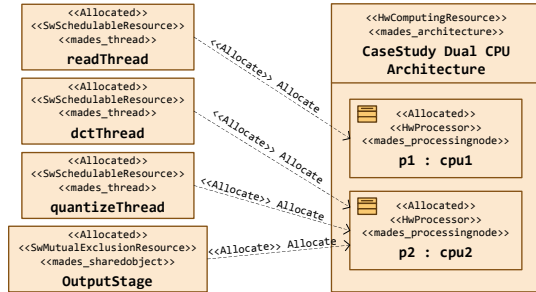 <<Allocated>>
<<SwSchedulableResource>>
<<mades_thread>>
readThread
<<Allocated>>
<<SwSchedulableResource>>
<<mades_thread>>
dctThread
<<Allocated>>
<<SwSchedulableResource>>
<<mades_thread>>
quantizeThread
<<Allocated>>
<<SwMutualExclusionResource>>
<<mades_sharedobject>>
OutputStage
<<Allocate>> Allocate
<<Allocate>> Allocate
<<Allocate>> Allocate
<<Allocate>> Allocate
<<HwComputingResource>>
<<mades_architecture>>
CaseStudy Dual CPU
Architecture
<<Allocated>>
<<HwProcessor>>
<<mades_processingnode>>
p1 : cpu1
<<Allocated>>
<<HwProcessor>>
<<mades_processingnode>>
p2 : cpu2